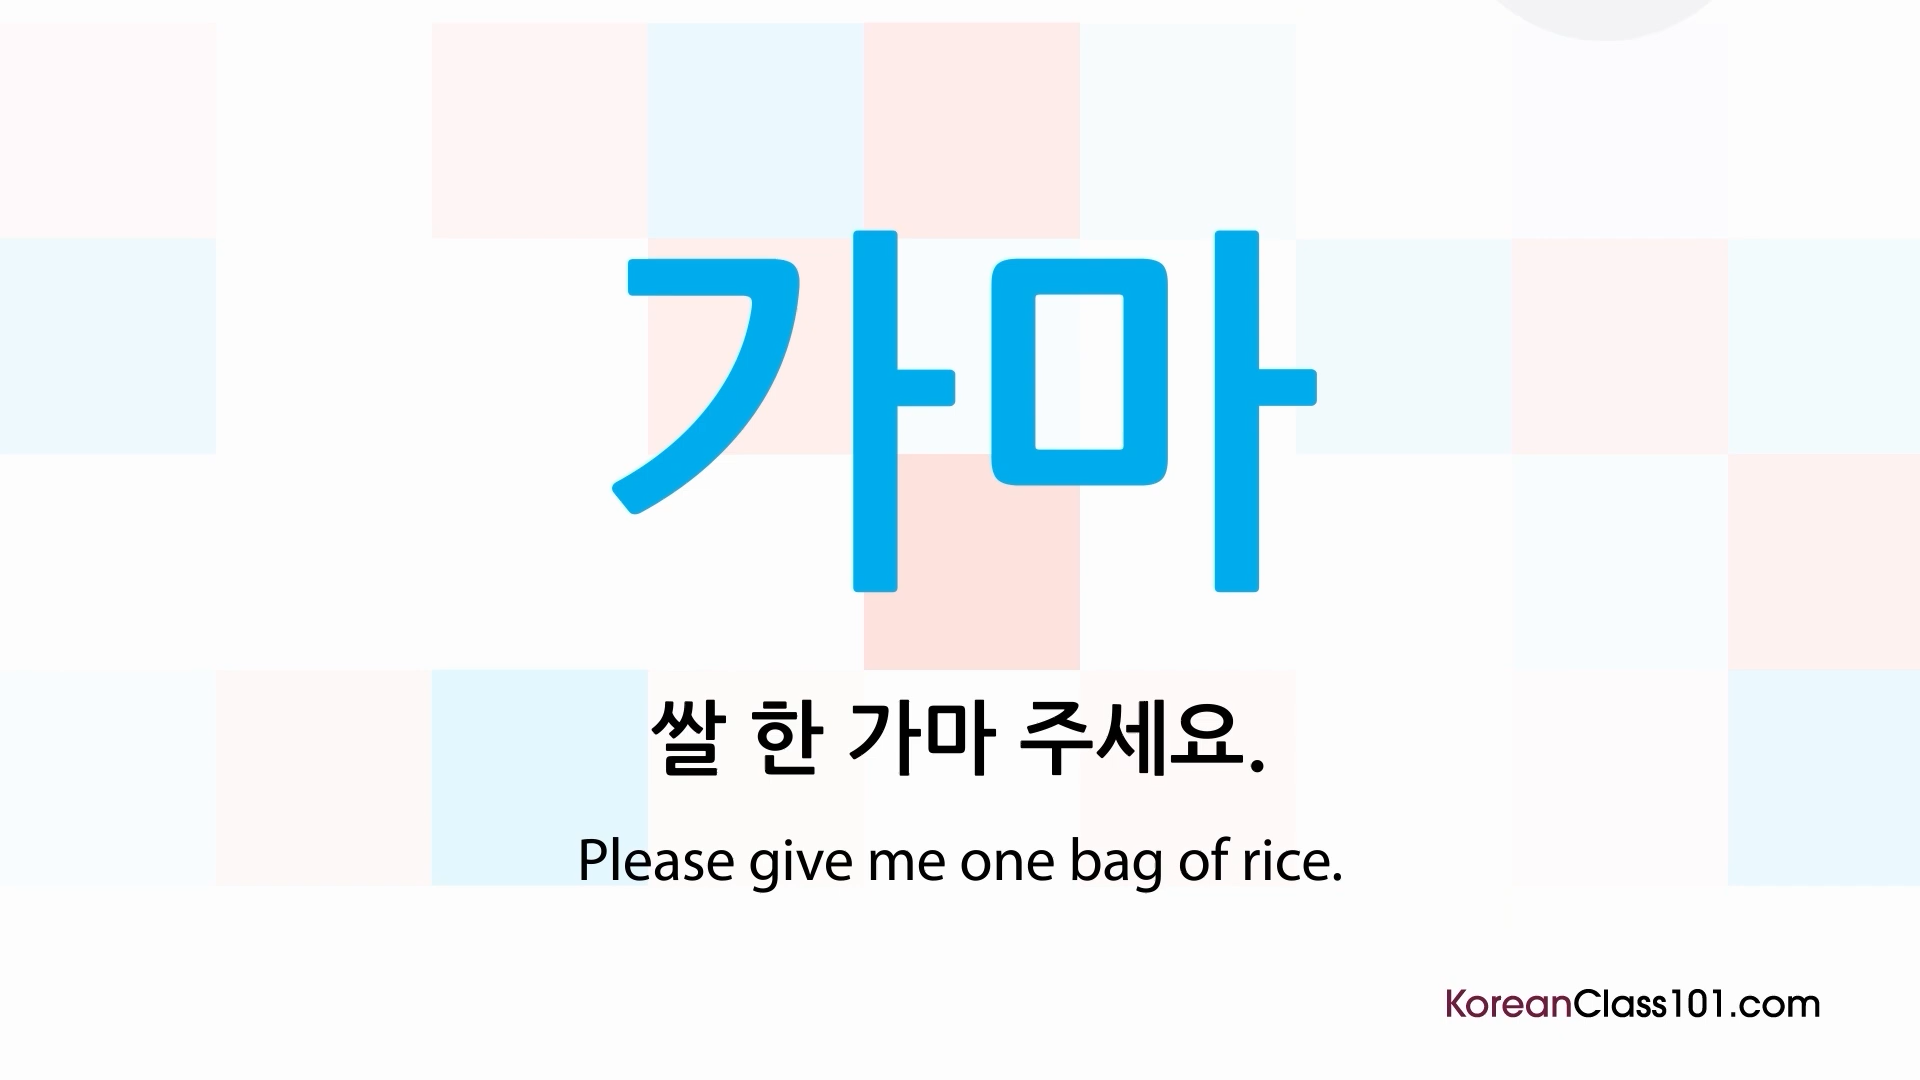 가마
쌀 한 가마 주세요.
Please give me one bag of rice.
KoreanClass101.com